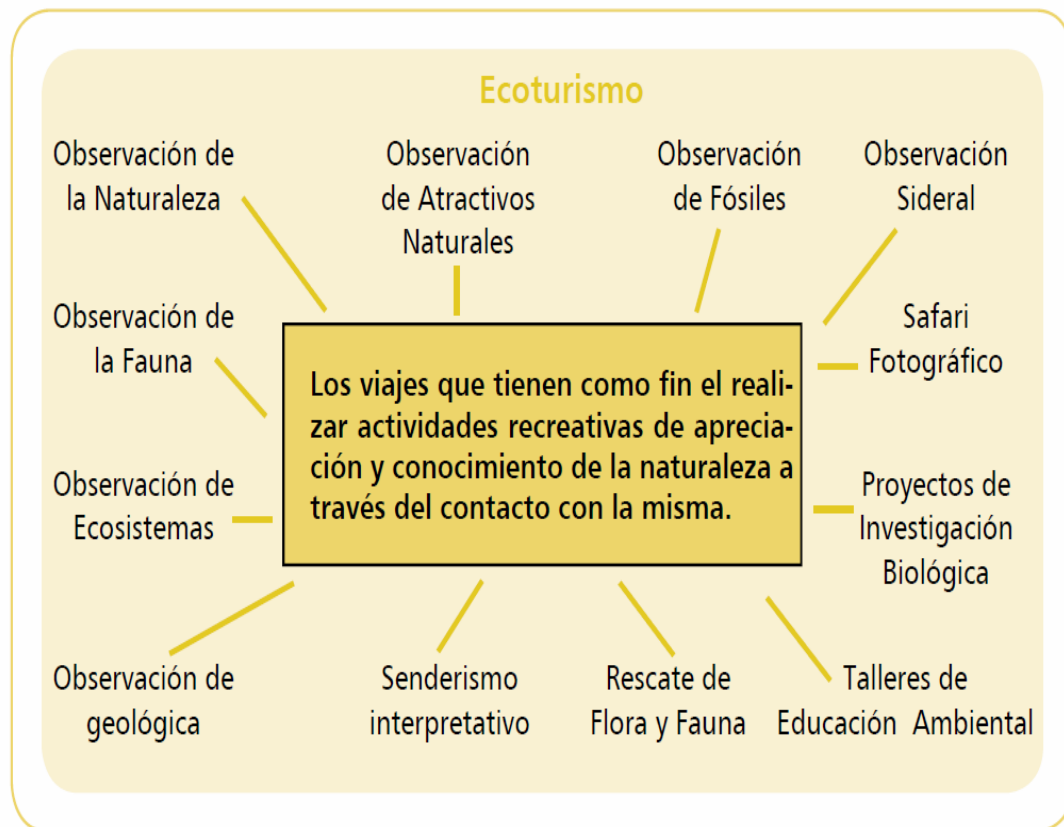 Ecoturismo
Observación de
la Naturaleza
Observación
de Atractivos
Naturales
Observación
de Fósiles
Observación
Sideral
Observación de
la Fauna
Safari
Fotográfico
Los viajes que tienen como fin el reali-
zar actividades recreativas de aprecia-
ción y conocimiento de la naturaleza a
través del contacto con la misma.
Observación de
Ecosistemas
Proyectos de
Investigación
Biológica
Observación de
geológica
Senderismo
interpretativo
Rescate de
Flora y Fauna
Talleres de
Educación Ambiental